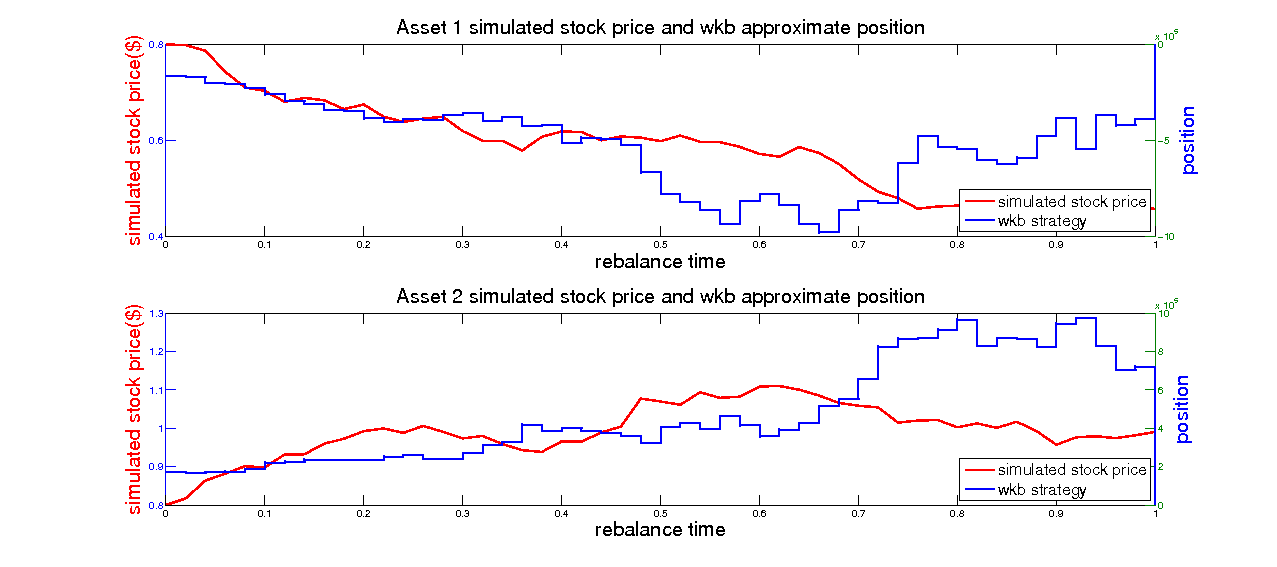 Asset 1 simulated stock price and wkb approximate position
x 10^5
simulated stock price($)
0.8
0.6
0.4
0
-5
-10
position
simulated stock price
wkb strategy
0 0.1 0.2 0.3 0.4 0.5 0.6 0.7 0.8 0.9 1
rebalance time
Asset 2 simulated stock price and wkb approximate position
x 10^5
simulated stock price($)
1.3
1.2
1.1
1
0.9
0.8
10
8
6
4
2
0
position
simulated stock price
wkb strategy
0 0.1 0.2 0.3 0.4 0.5 0.6 0.7 0.8 0.9 1
rebalance time